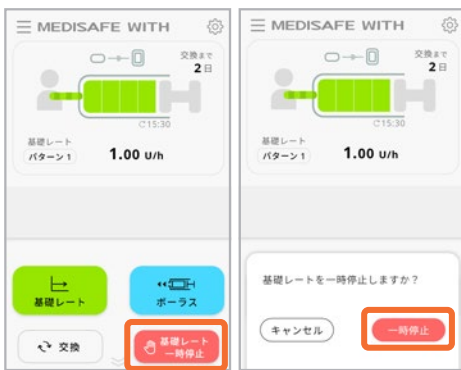 MEDISAFE WITH
交換まで
2日
15:30
基礎レート
パターン 1
1.00 U/h
基礎レート
ボーラス
交換
基礎レート
一時停止
MEDISAFE WITH
交換まで
2日
15:30
基礎レート
パターン 1
1.00 U/h
基礎レートを一時停止しますか？
キャンセル
一時停止